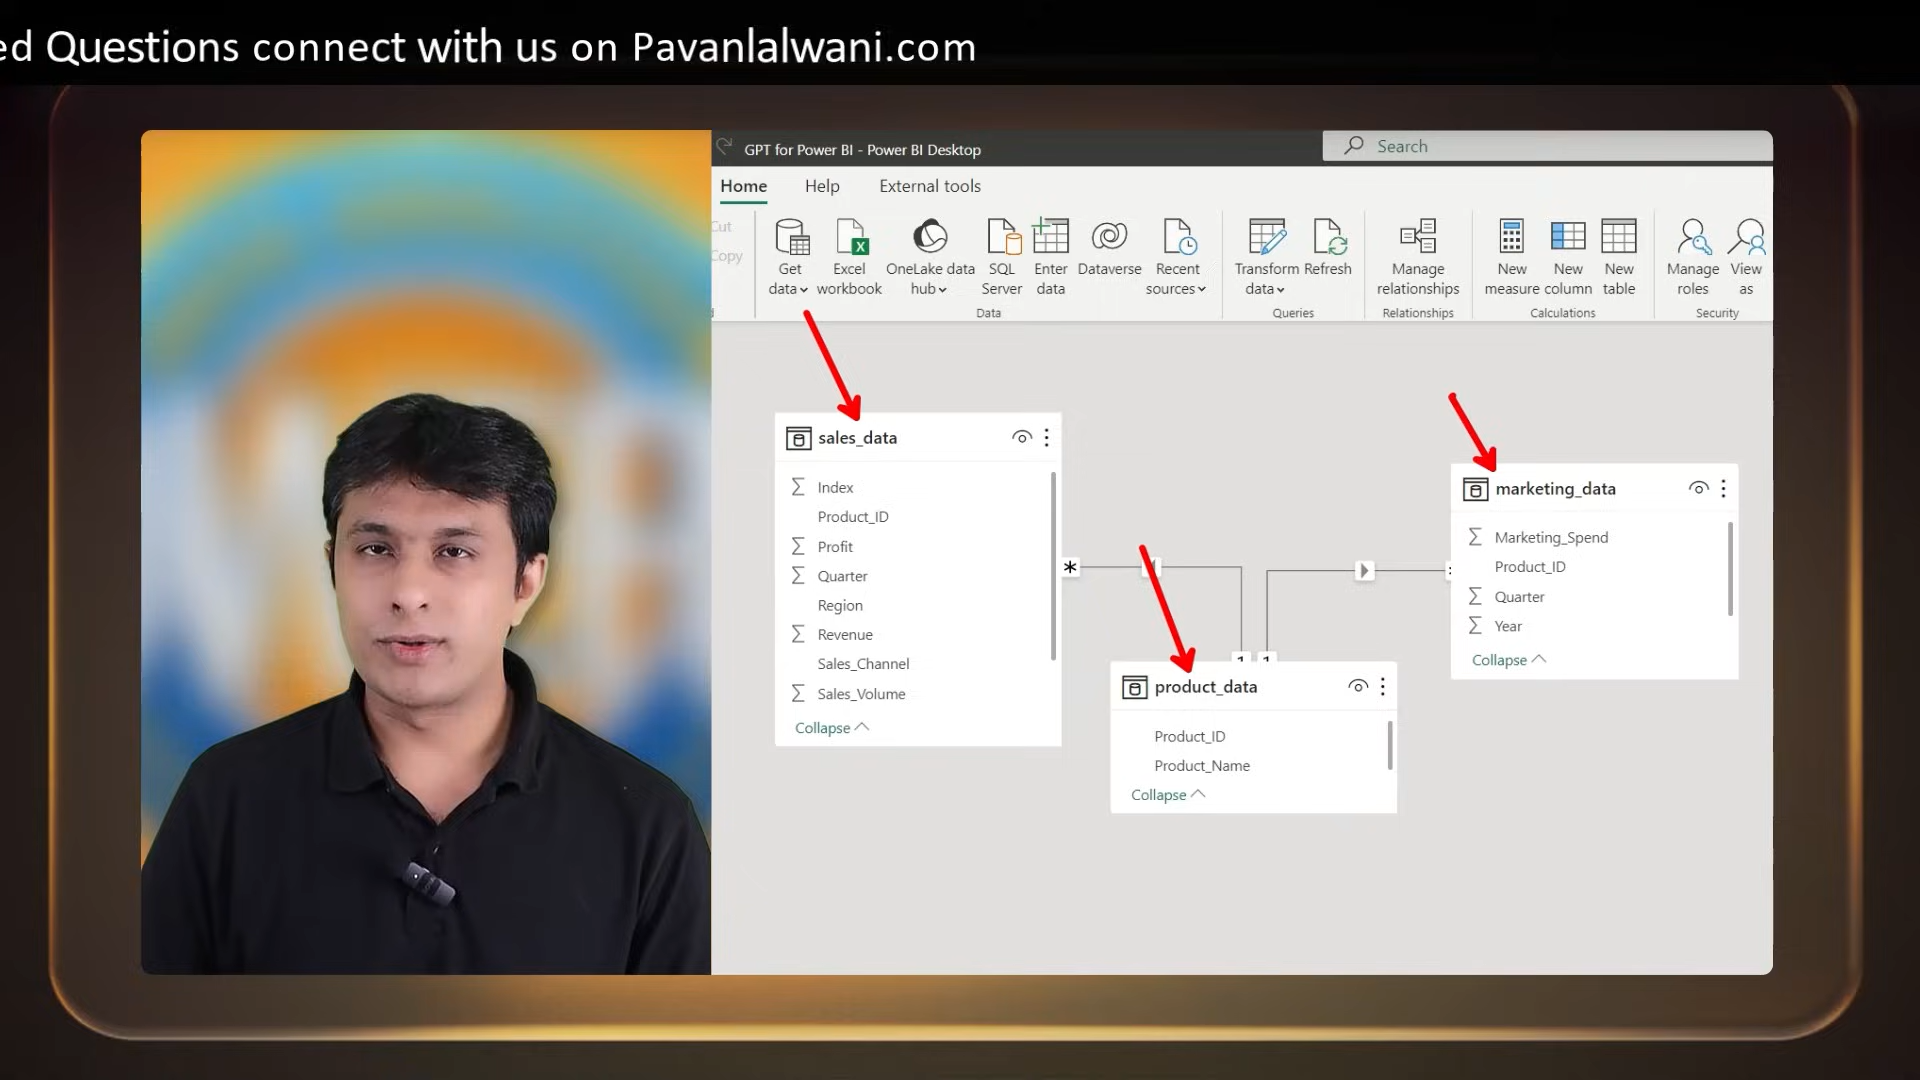 ed Questions connect with us on Pavanlalwani.com
GPT for Power BI - Power BI Desktop
Search
Home Help External tools
Cut
Copy
Get data
Excel workbook
OneLake data hub
SQL Server
Enter data
Dataverse
Recent sources
Transform data
Refresh
Manage relationships
New measure
New column
New table
Manage roles
View as
Data
Queries
Relationships
Calculations
Security
sales_data
Index
Product_ID
Profit
Quarter
Region
Revenue
Sales_Channel
Sales_Volume
Collapse
*
1 1
product_data
Product_ID
Product_Name
Collapse
marketing_data
Marketing_Spend
Product_ID
Quarter
Year
Collapse